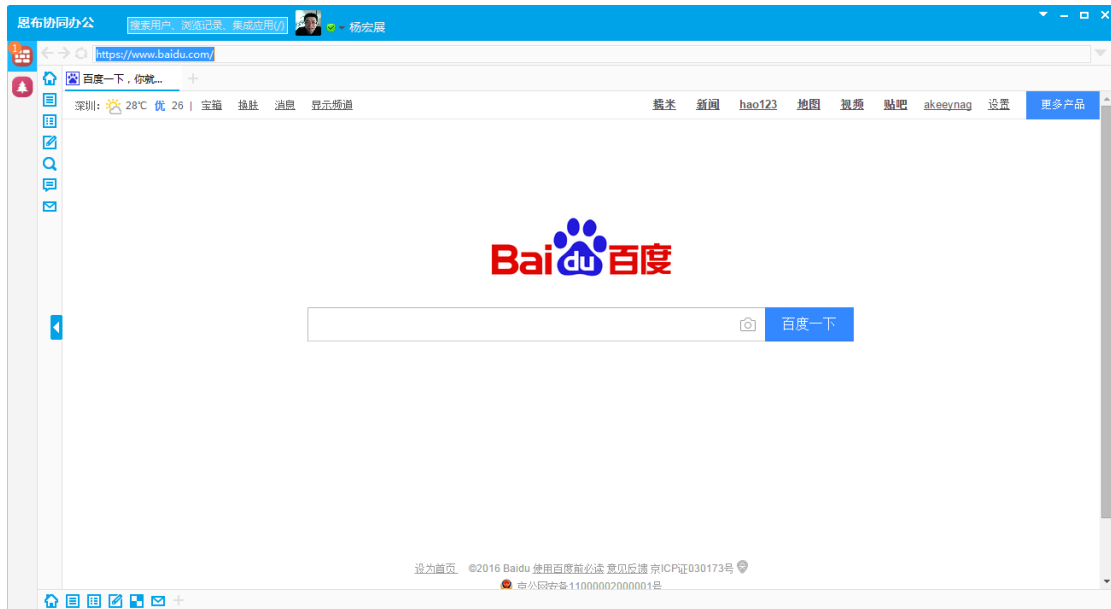 恩布协同办公 搜索用户、浏览记录、集成应用(/) 杨宏展
1 https://www.baidu.com/
百度一下，你就...
深圳: 28℃ 优 26 | 宝箱 换肤 消息 显示频道 糯米 新闻 hao123 地图 视频 贴吧 akeeynag 设置 更多产品
Bai du 百度
百度一下
设为首页 ©2016 Baidu 使用百度前必读 意见反馈 京ICP证030173号
京公网安备11000002000001号